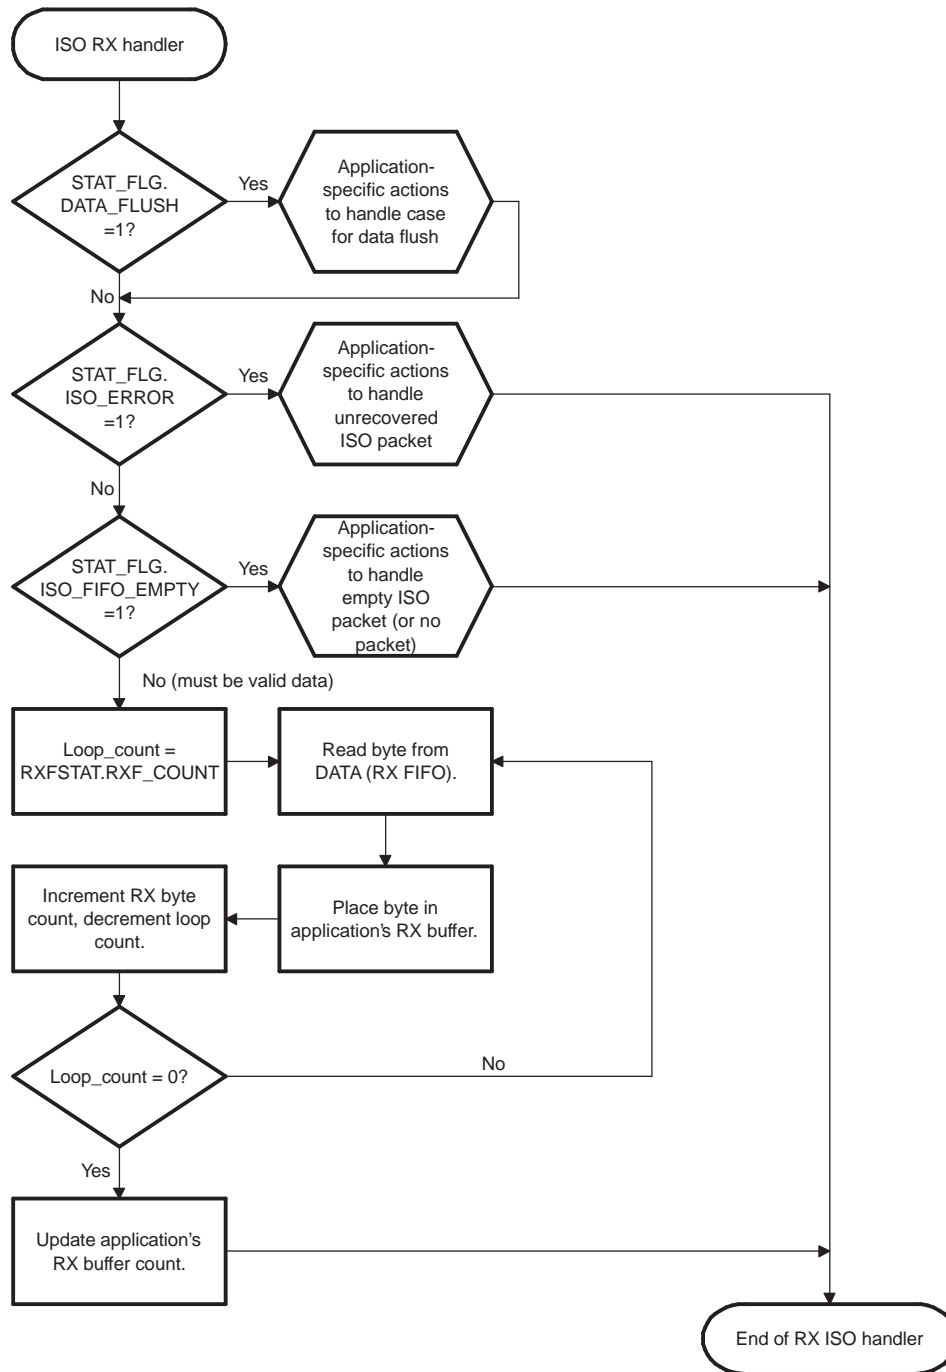 ISO RX handler
STAT_FLG.
DATA_FLUSH
=1?
Yes
Application-
specific actions
to handle case
for data flush
No
STAT_FLG.
ISO_ERROR
=1?
Yes
Application-
specific actions
to handle
unrecovered
ISO packet
No
STAT_FLG.
ISO_FIFO_EMPTY
=1?
Yes
Application-
specific actions
to handle
empty ISO
packet (or no
packet)
No (must be valid data)
Loop_count =
RXFSTAT.RXF_COUNT
Read byte from
DATA (RX FIFO).
Increment RX byte
count, decrement loop
count.
Place byte in
application's RX buffer.
Loop_count = 0?
No
Yes
Update application's
RX buffer count.
End of RX ISO handler